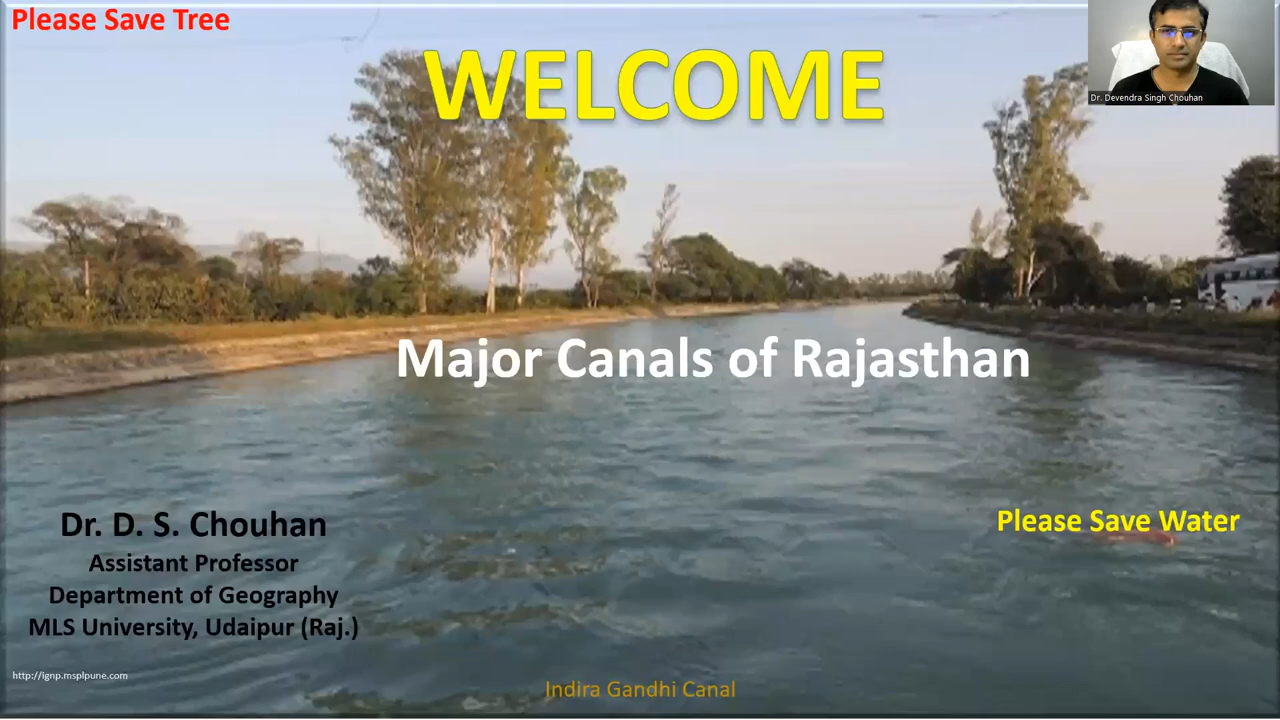 Please Save Tree
WELCOME
Dr. Devendra Singh Chouhan
Major Canals of Rajasthan
Dr. D. S. Chouhan
Assistant Professor
Department of Geography
MLS University, Udaipur (Raj.)
Please Save Water
http://ignp.msplpune.com
Indira Gandhi Canal